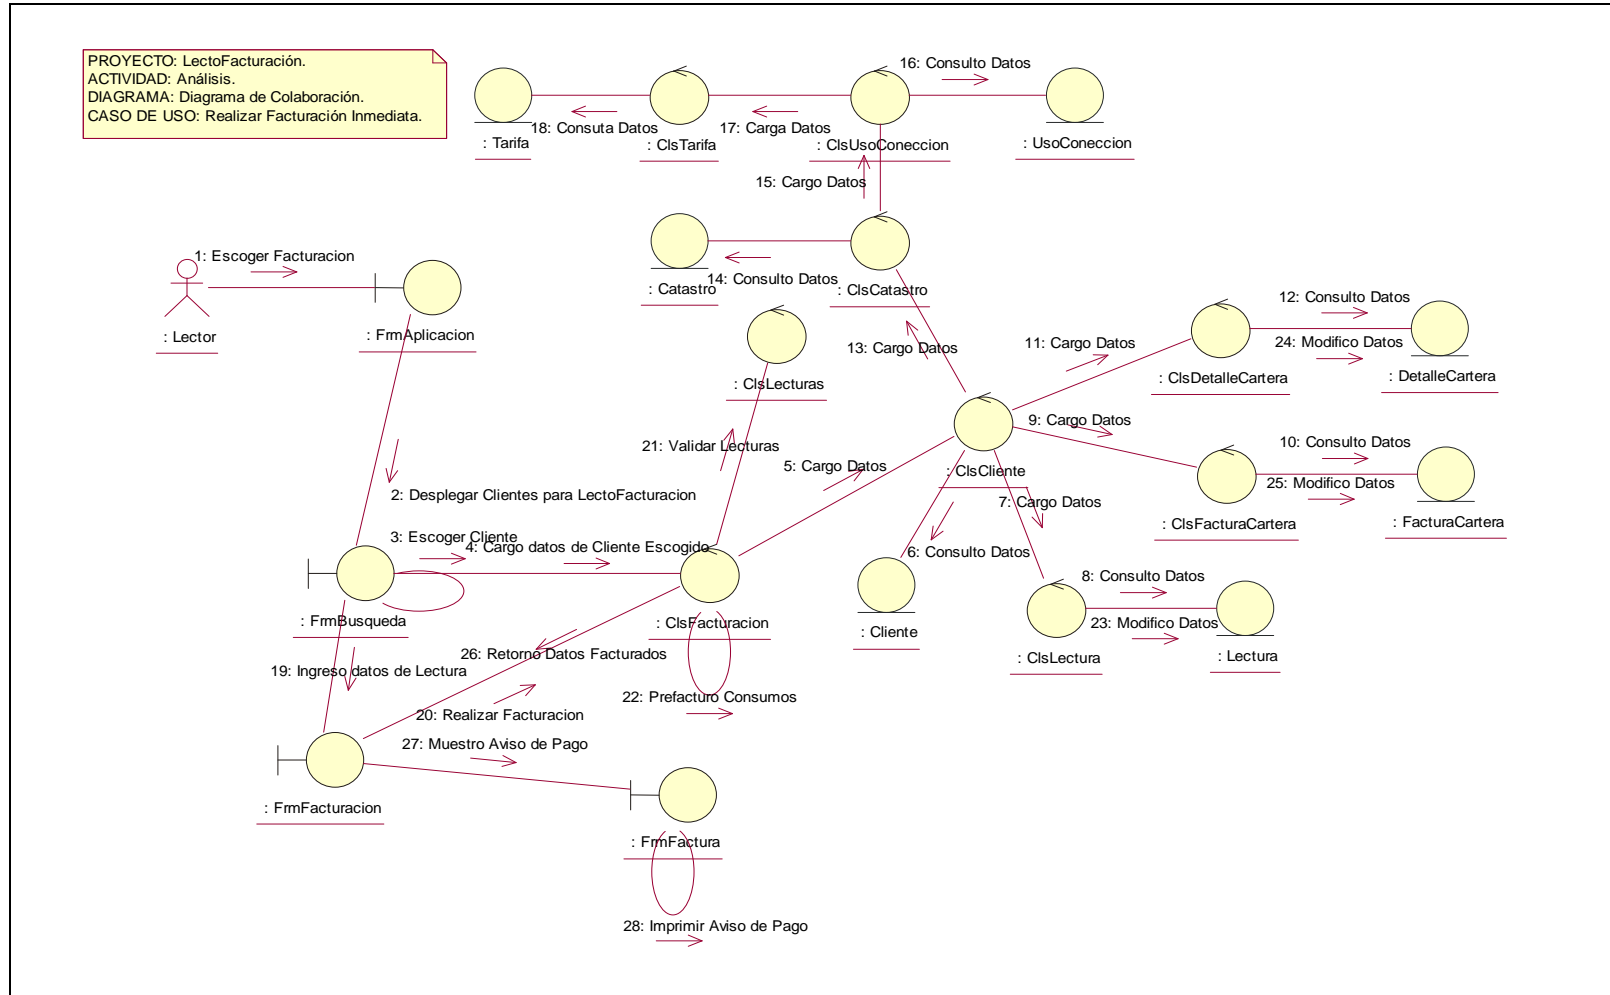 PROYECTO: LectoFacturación.
ACTIVIDAD: Análisis.
DIAGRAMA: Diagrama de Colaboración.
CASO DE USO: Realizar Facturación Inmediata.
16: Consulto Datos
18: Consuta Datos
17: Carga Datos
: Tarifa
: ClsTarifa
: ClsUsoConeccion
: UsoConeccion
15: Cargo Datos
1: Escoger Facturacion
14: Consulto Datos
: Catastro
: ClsCatastro
: Lector
: FrmAplicacion
12: Consulto Datos
13: Cargo Datos
11: Cargo Datos
24: Modifico Datos
: ClsLecturas
: ClsDetalleCartera
: DetalleCartera
9: Cargo Datos
21: Validar Lecturas
10: Consulto Datos
5: Cargo Datos
: ClsCliente
25: Modifico Datos
2: Desplegar Clientes para LectoFacturacion
7: Cargo Datos
: ClsFacturaCartera
: FacturaCartera
3: Escoger Cliente
4: Cargo datos de Cliente Escogido
6: Consulto Datos
8: Consulto Datos
: FrmBusqueda
: ClsFacturacion
: Cliente
23: Modifico Datos
26: Retorno Datos Facturados
: ClsLectura
: Lectura
19: Ingreso datos de Lectura
22: Prefacturo Consumos
20: Realizar Facturacion
27: Muestro Aviso de Pago
: FrmFacturacion
: FrmFactura
28: Imprimir Aviso de Pago